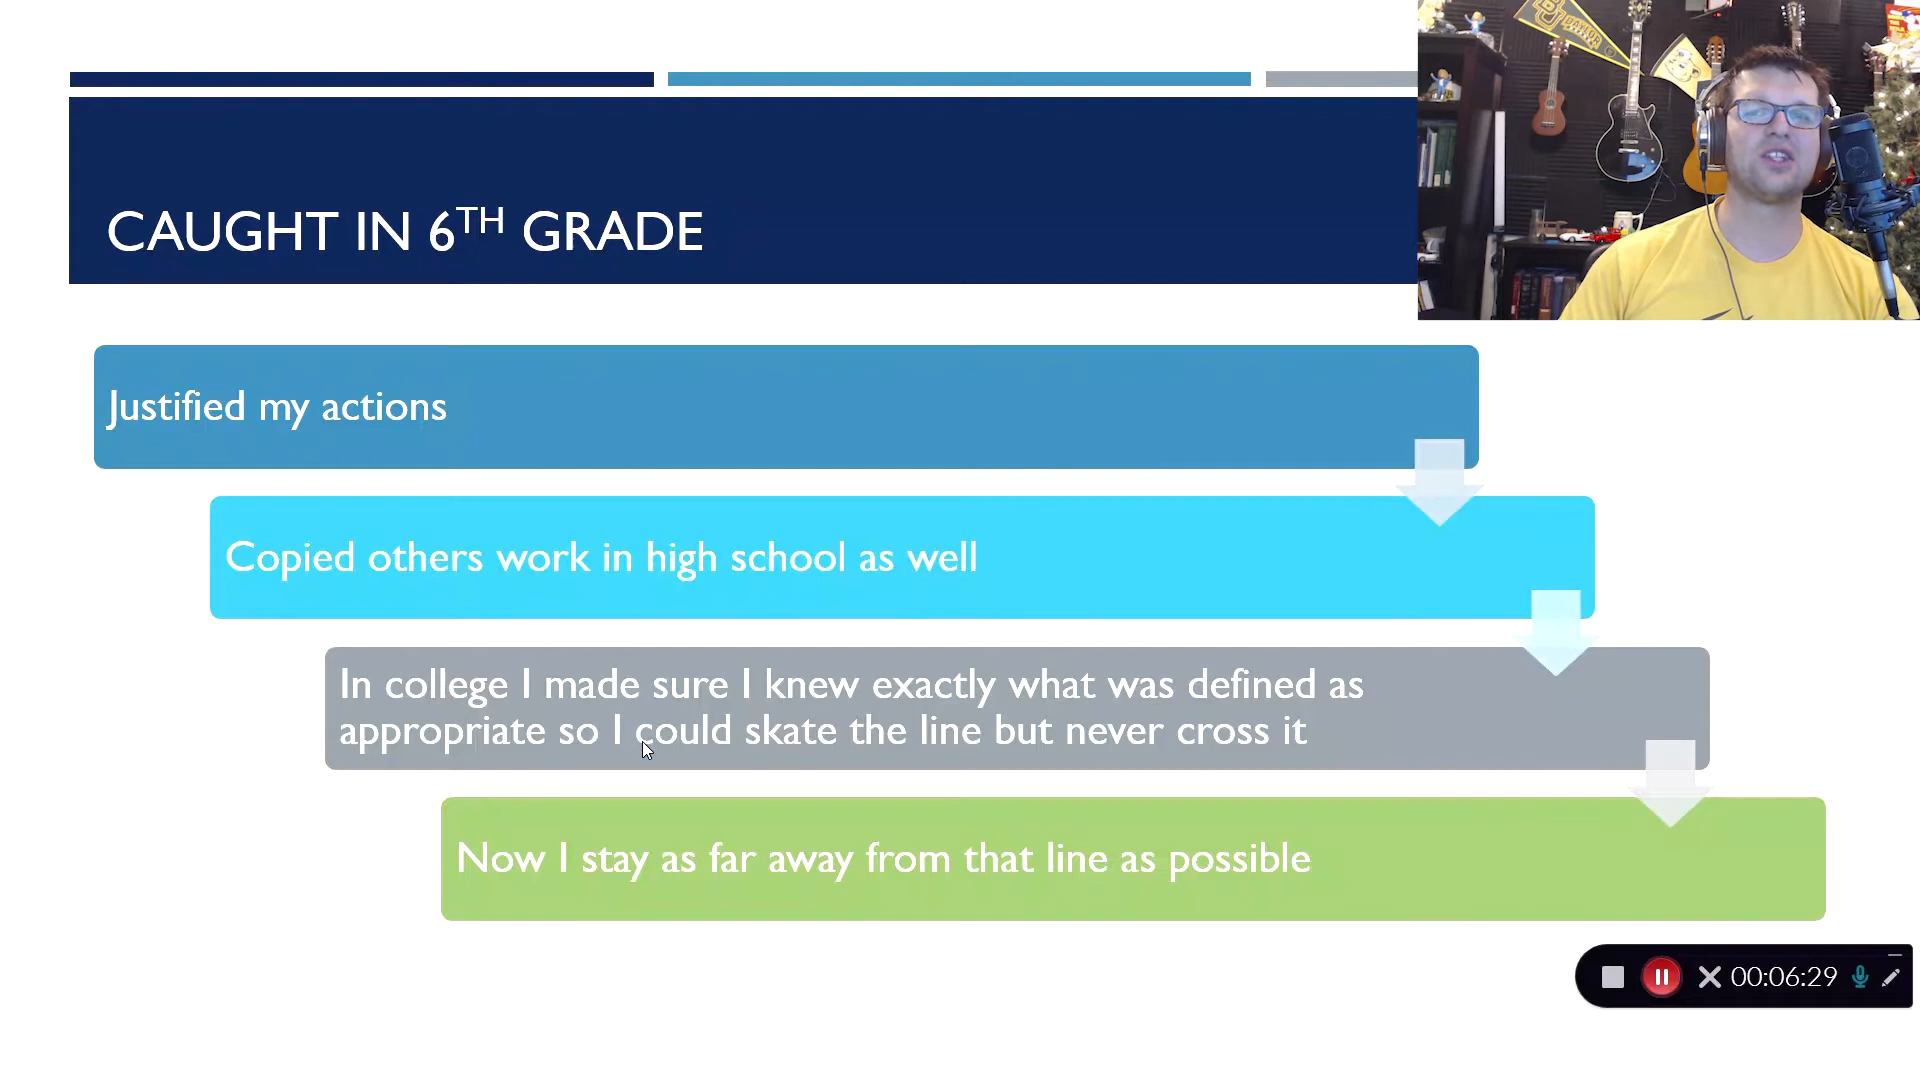 BAYLOR
CAUGHT IN 6TH GRADE
Justified my actions
Copied others work in high school as well
In college I made sure I knew exactly what was defined as
appropriate so I could skate the line but never cross it
Now I stay as far away from that line as possible
00:06:29